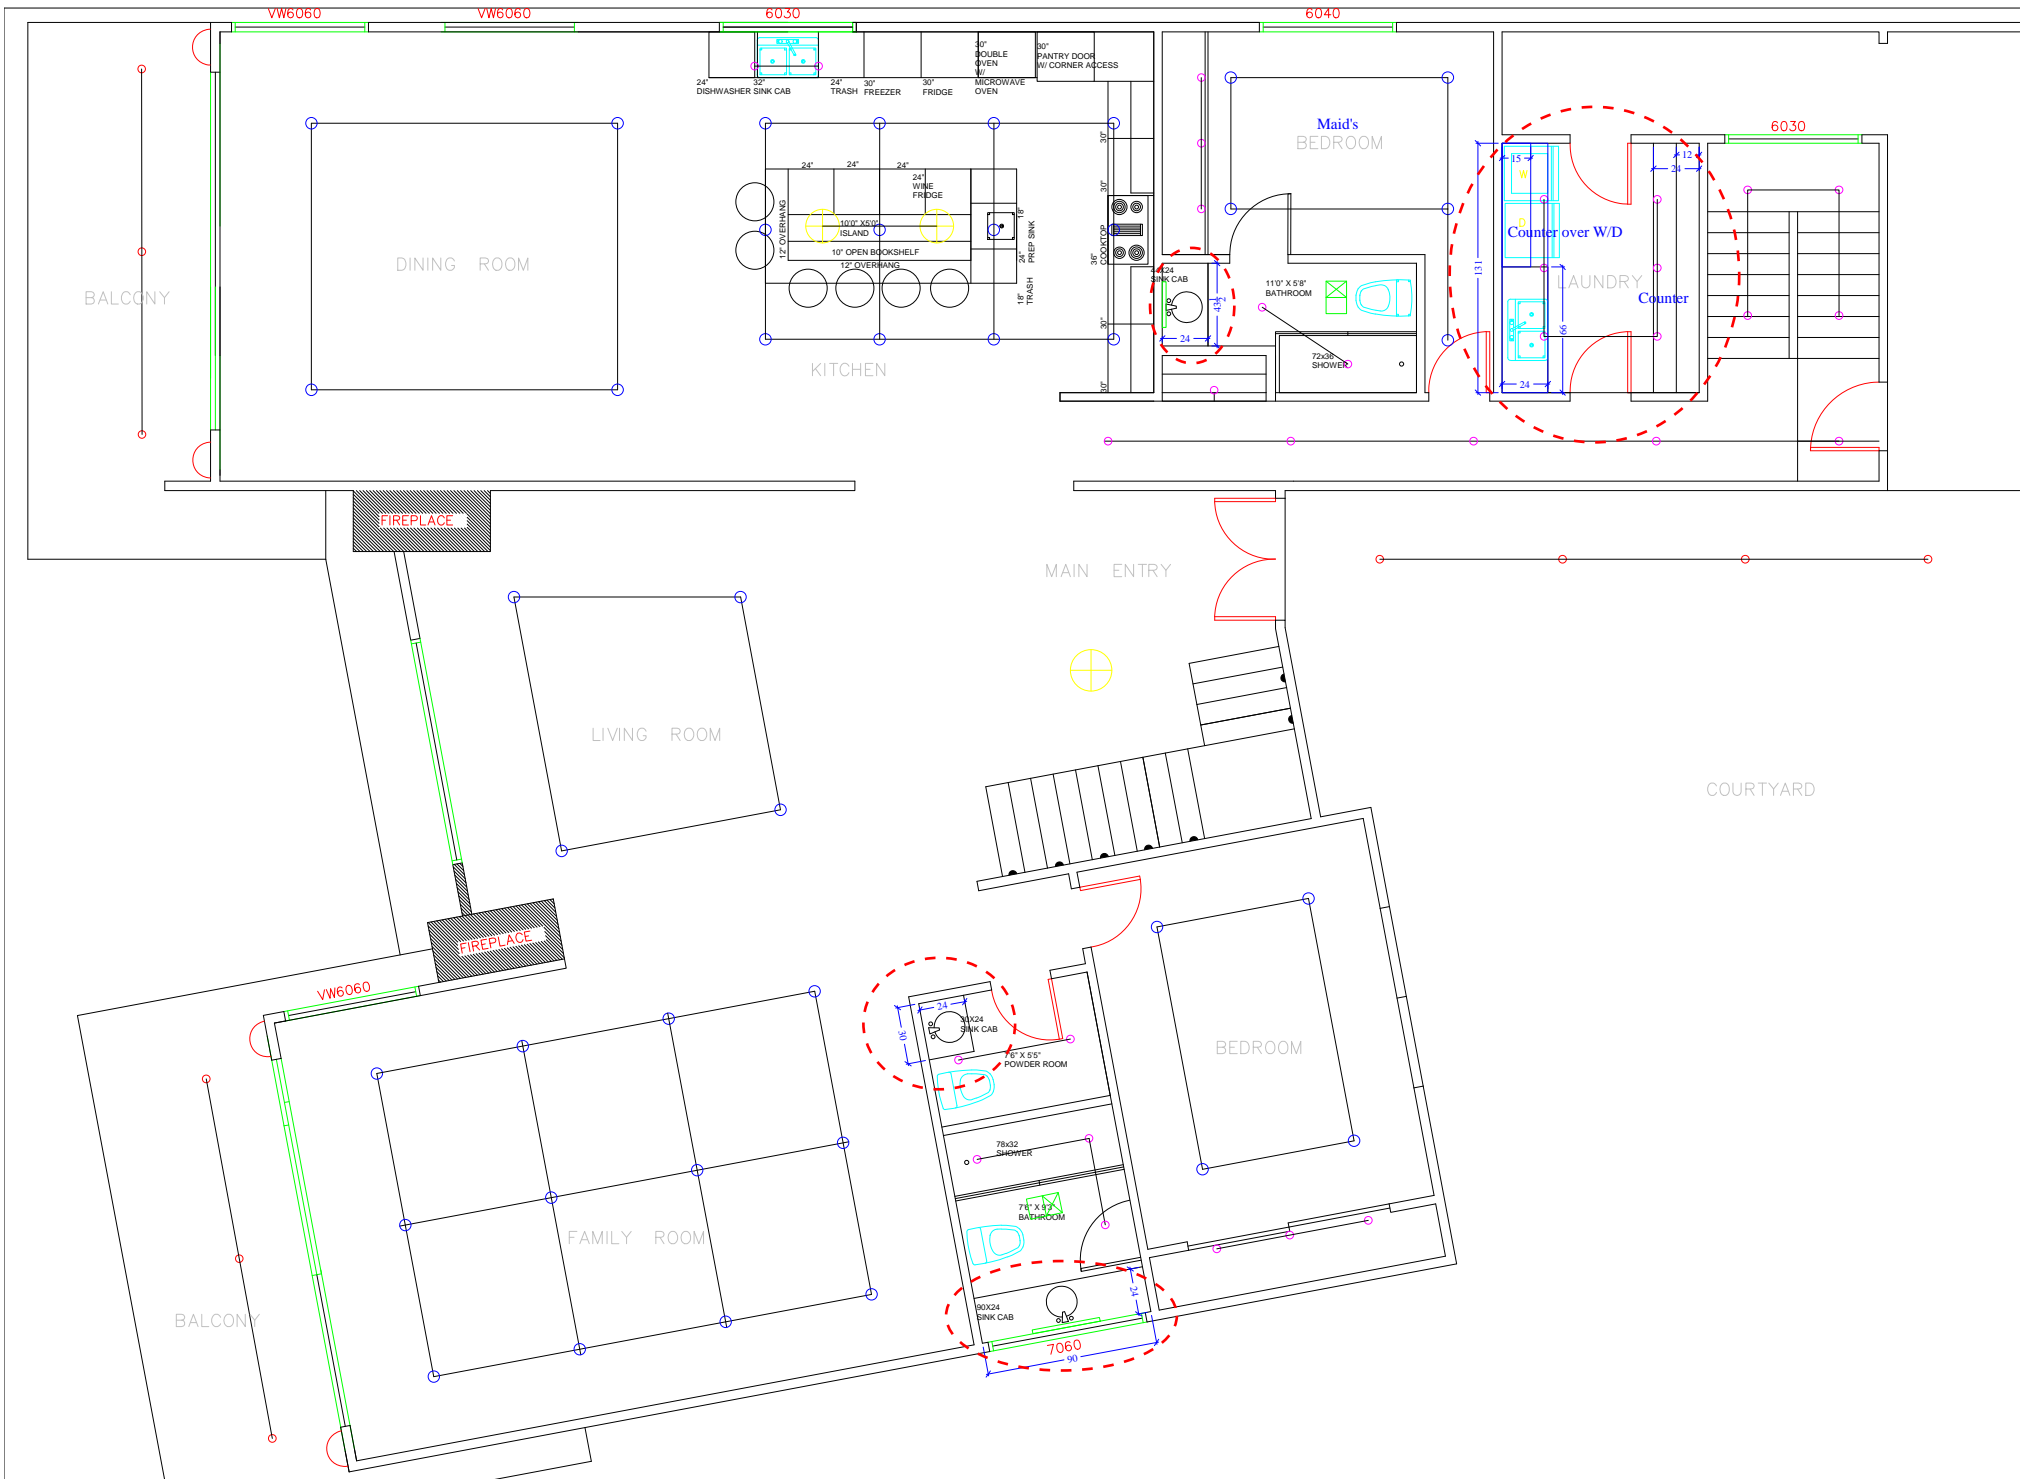 VW6060
VW6060
6030
6040
24"
DISHWASHER
32"
SINK CAB
24"
TRASH
30"
FREEZER
30"
FRIDGE
30"
DOUBLE
OVEN
W/
MICROWAVE
OVEN
30"
PANTRY DOOR
W/ CORNER ACCESS
Maid's
BEDROOM
6030
15
W
D
12
24
131
Counter over W/D
LAUNDRY
Counter
66
24
24"
24"
24"
24"
WINE
FRIDGE
12" OVERHANG
10'0" X5'0"
ISLAND
10" OPEN BOOKSHELF
12" OVERHANG
18"
24"
PREP SINK
18"
TRASH
30"
30"
36"
COOKTOP
30"
30"
44X24
SINK CAB
24
11'0" X 5'8"
BATHROOM
72x36
SHOWER
DINING ROOM
BALCONY
KITCHEN
FIREPLACE
MAIN ENTRY
LIVING ROOM
COURTYARD
FIREPLACE
VW6060
24
30
30X24
SINK CAB
7'6" X 5'5"
POWDER ROOM
BEDROOM
78x32
SHOWER
7'6" X 9'3"
BATHROOM
FAMILY ROOM
BALCONY
90X24
SINK CAB
24
7060
90